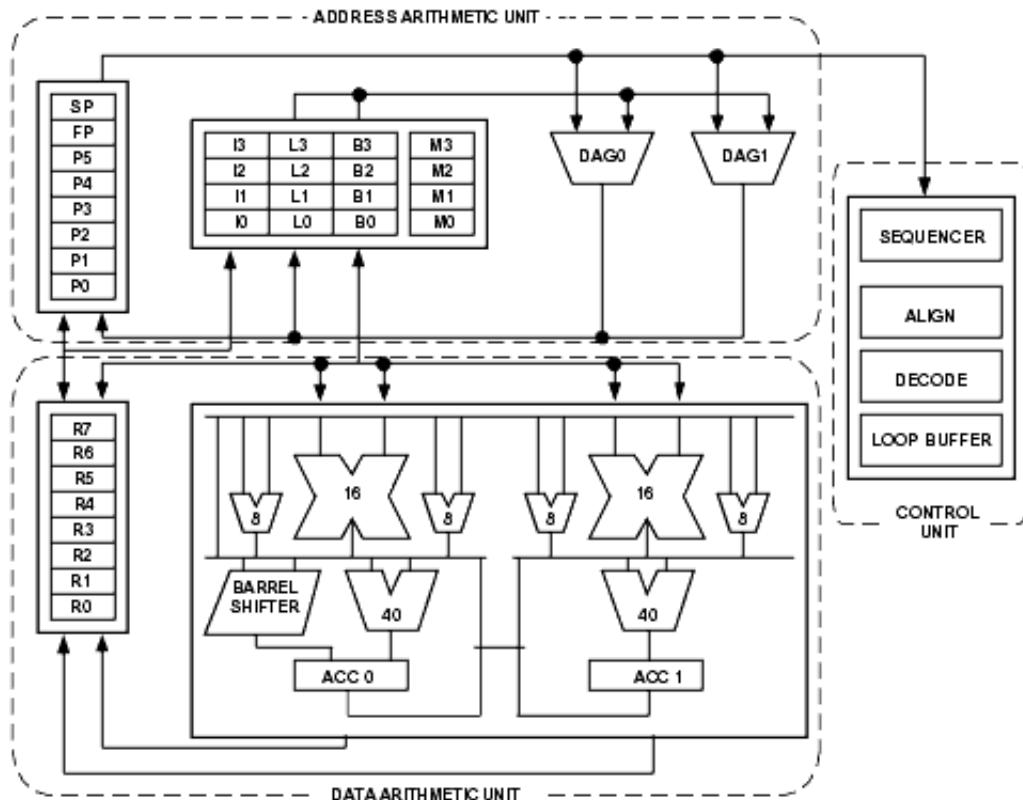 ADDRESS ARITHMETIC UNIT
SP
FP
P5
P4
P3
P2
P1
P0
I3 L3 B3 M3
I2 L2 B2 M2
I1 L1 B1 M1
I0 L0 B0 M0
DAG0
DAG1
SEQUENCER
ALIGN
DECODE
LOOP BUFFER
CONTROL
UNIT
R7
R6
R5
R4
R3
R2
R1
R0
16
16
8
8
8
8
BARREL
SHIFTER
40
40
ACC 0
ACC 1
DATA ARITHMETIC UNIT